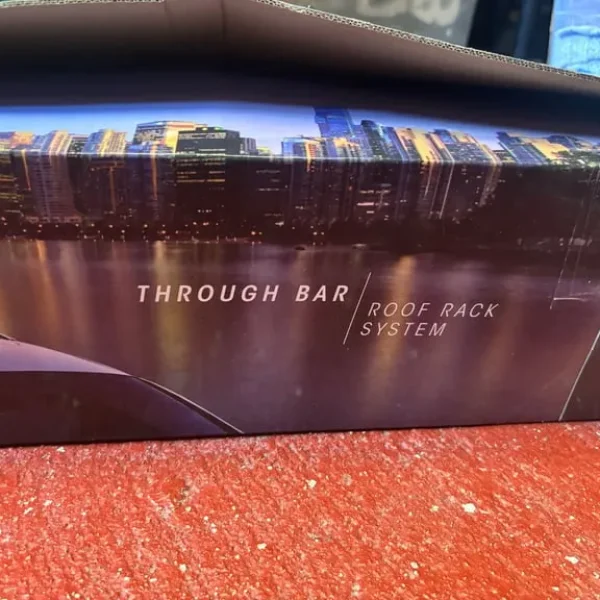 THROUGH BAR
ROOF RACK
SYSTEM